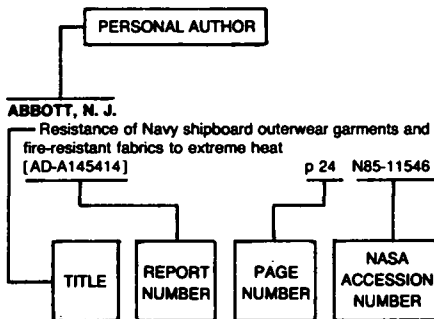 PERSONAL AUTHOR
ABBOTT, N. J.
Resistance of Navy shipboard outerwear garments and
fire-resistant fabrics to extreme heat
[AD-A145414] p 24 N85-11546
TITLE
REPORT
NUMBER
PAGE
NUMBER
NASA
ACCESSION
NUMBER